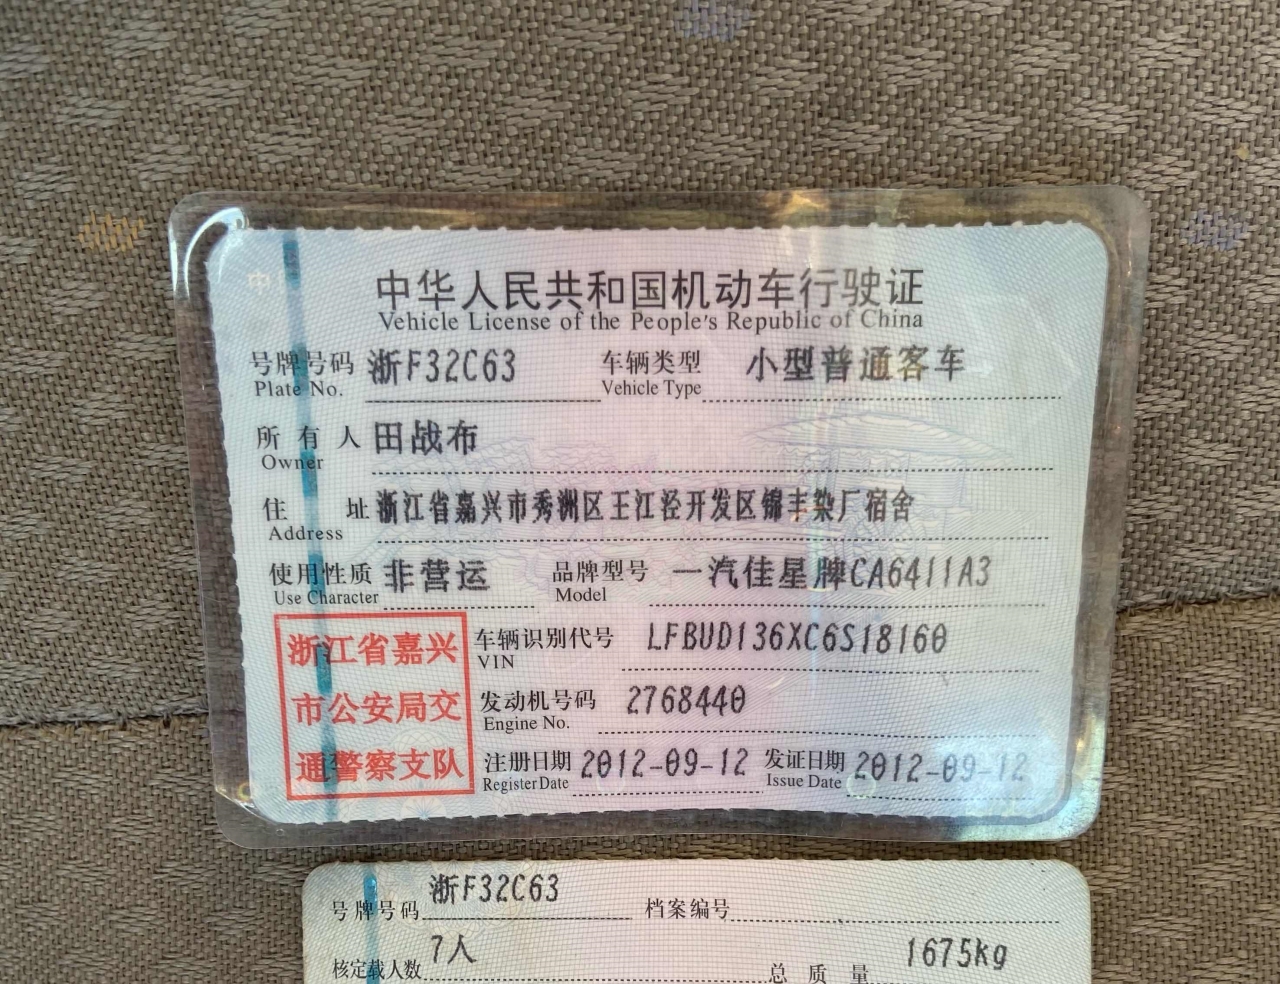 中华人民共和国机动车行驶证
Vehicle License of the People's Republic of China
号牌号码 浙F32C63 车辆类型 小型普通客车
Plate No. Vehicle Type
所有人 田战布
Owner
住址 浙江省嘉兴市秀洲区王江泾开发区锦丰染厂宿舍
Address
使用性质 非营运 品牌型号 一汽佳星牌CA6411A3
Use Character Model
浙江省嘉兴
市公安局交
通警察支队
车辆识别代号 LFBUD136XC6S18160
VIN
发动机号码 2768440
Engine No.
注册日期 2012-09-12 发证日期 2012-09-12
Register Date Issue Date
号牌号码 浙F32C63 档案编号
核定载人数 7人 总质量 1675kg